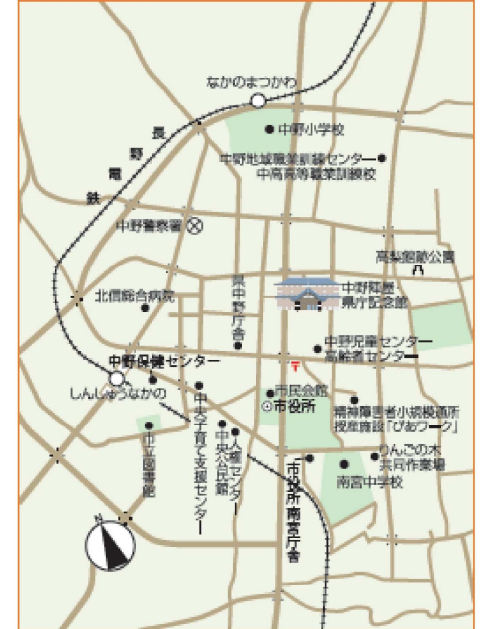 なかのまつかわ
中野小学校
中野地域職業訓練センター
中高高等職業訓練校
長野電鉄
中野警察署
高梨館跡公園
北信総合病院
県中野庁舎
中野陣屋・
県庁記念館
中野児童センター
高齢者センター
中野保健センター
しんしゅうなかの
市民会館
市役所
精神障害者小規模通所
授産施設「ぴあワーク」
市立図書館
中央子育て支援センター
中央公民館
人権センター
りんごの木
共同作業場
南宮中学校
市役所南宮庁舎
N